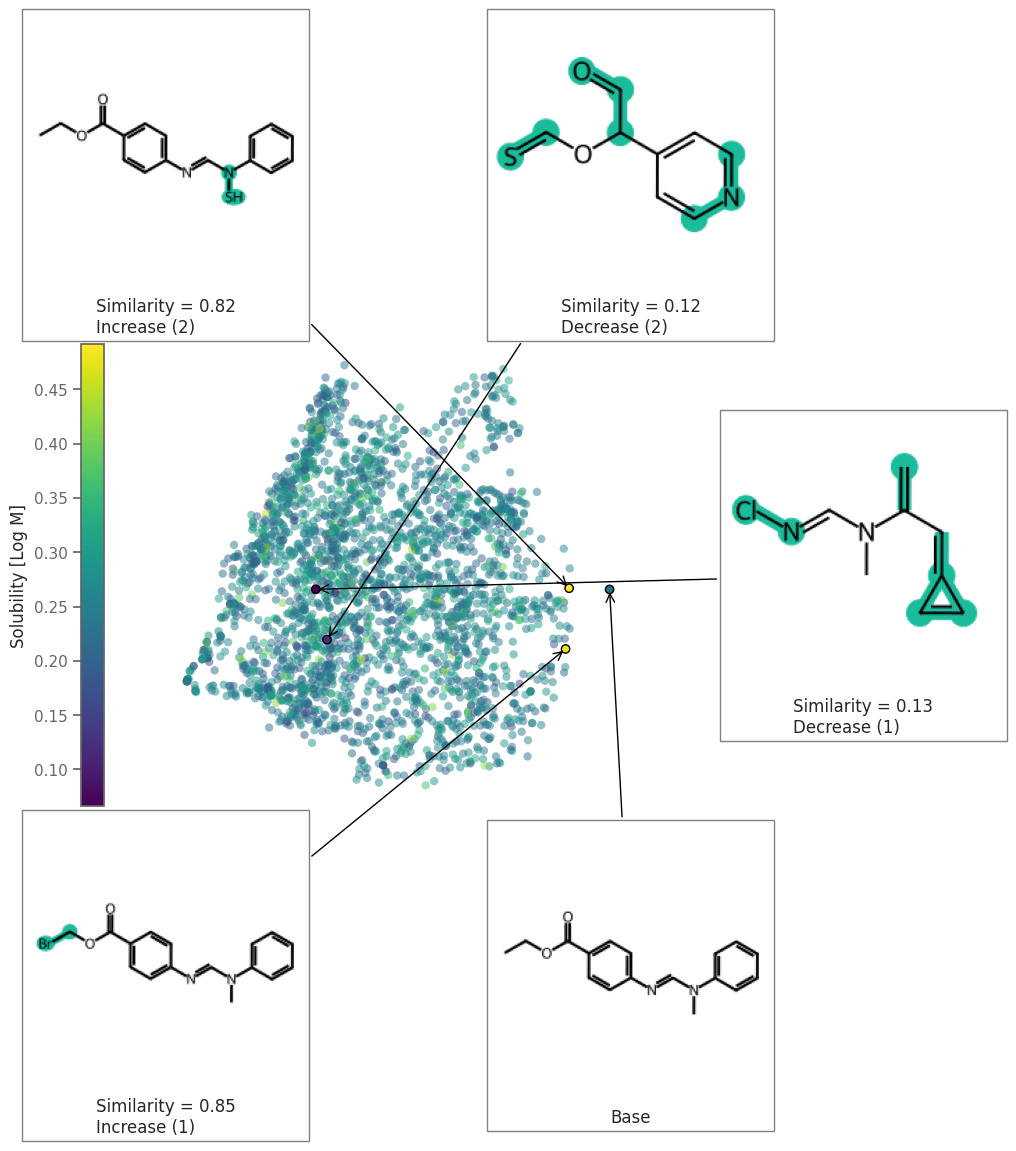 O
O
N
N
SH
Similarity = 0.82
Increase (2)
O
S
O
N
Similarity = 0.12
Decrease (2)
Solubility [Log M]
0.45
0.40
0.35
0.30
0.25
0.20
0.15
0.10
Cl
N
N
Similarity = 0.13
Decrease (1)
O
Br
O
N
N
Similarity = 0.85
Increase (1)
O
O
N
N
Base